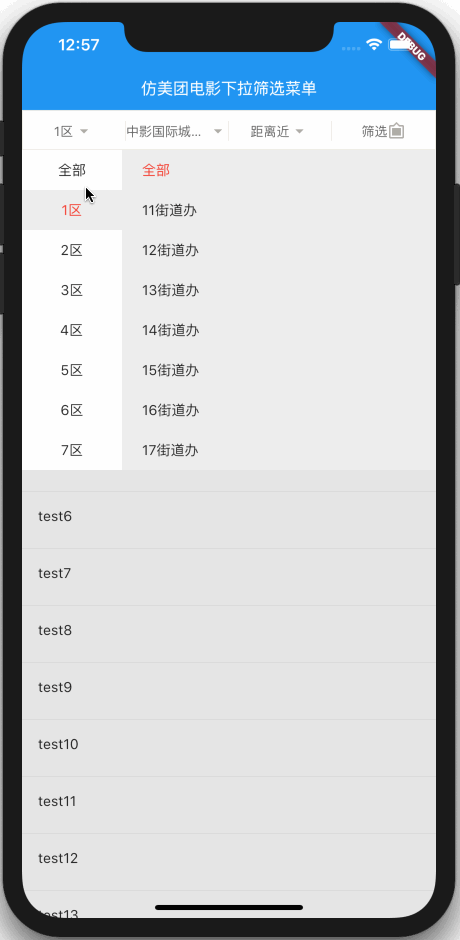 12:57
DEBUG
仿美团电影下拉筛选菜单
1区
中影国际城...
距离近
筛选
全部
全部
1区
11街道办
2区
12街道办
3区
13街道办
4区
14街道办
5区
15街道办
6区
16街道办
7区
17街道办
test6
test7
test8
test9
test10
test11
test12
test13